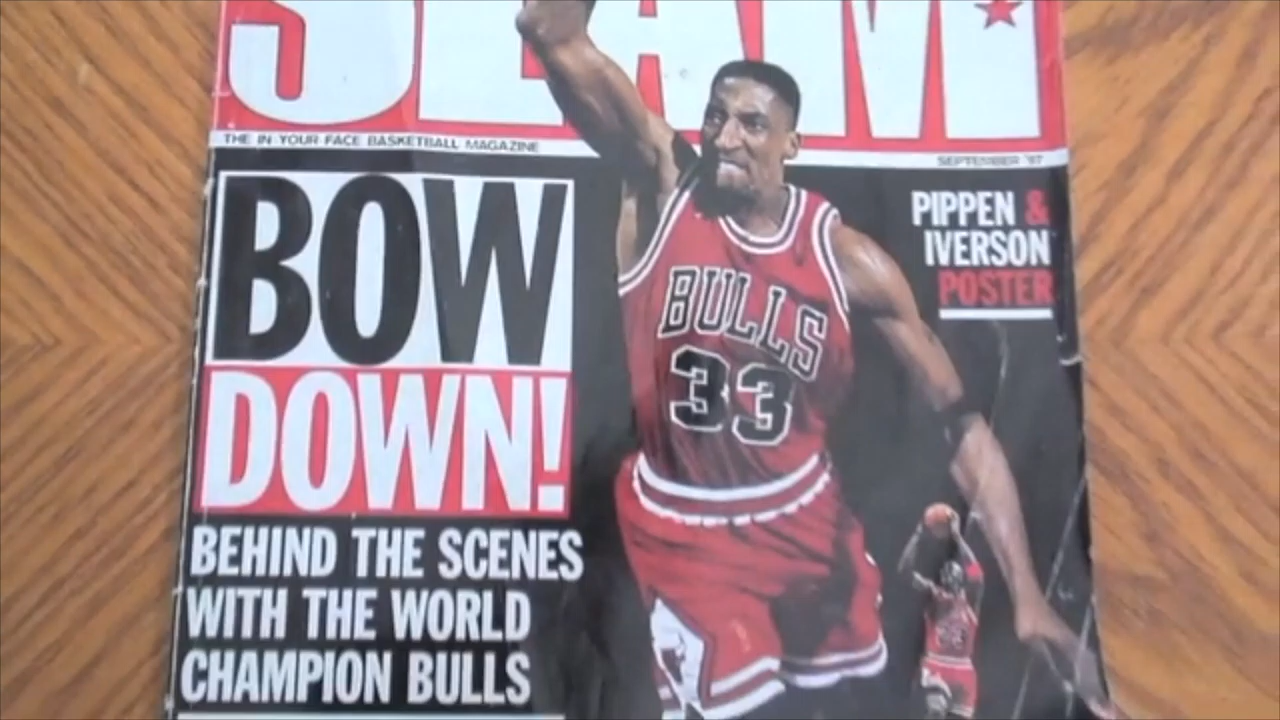 SLAM
THE IN YOUR FACE BASKETBALL MAGAZINE
SEPTEMBER '97
BOW
DOWN!
PIPPEN &
IVERSON
POSTER
BULLS
33
BEHIND THE SCENES
WITH THE WORLD
CHAMPION BULLS